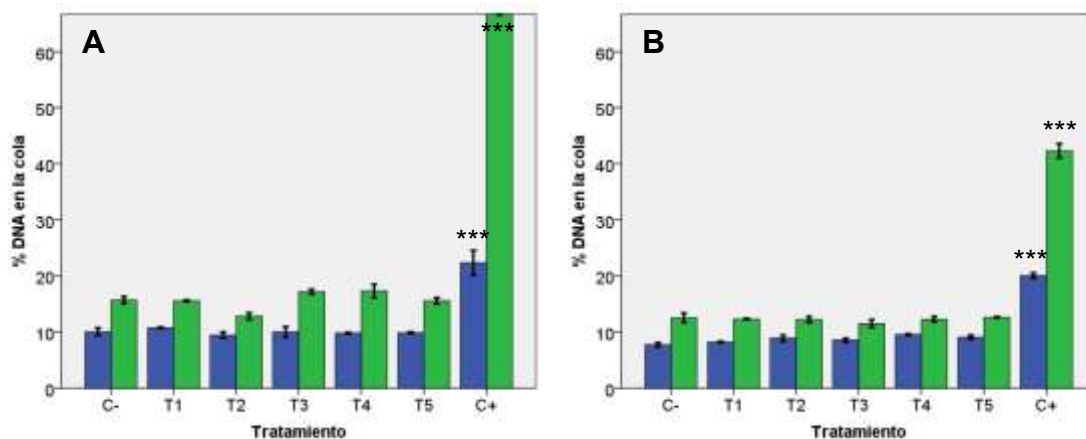 A
% DNA en la cola
60
50
40
30
20
10
0
***
***
C- T1 T2 T3 T4 T5 C+
Tratamiento
B
% DNA en la cola
60
50
40
30
20
10
0
***
***
C- T1 T2 T3 T4 T5 C+
Tratamiento